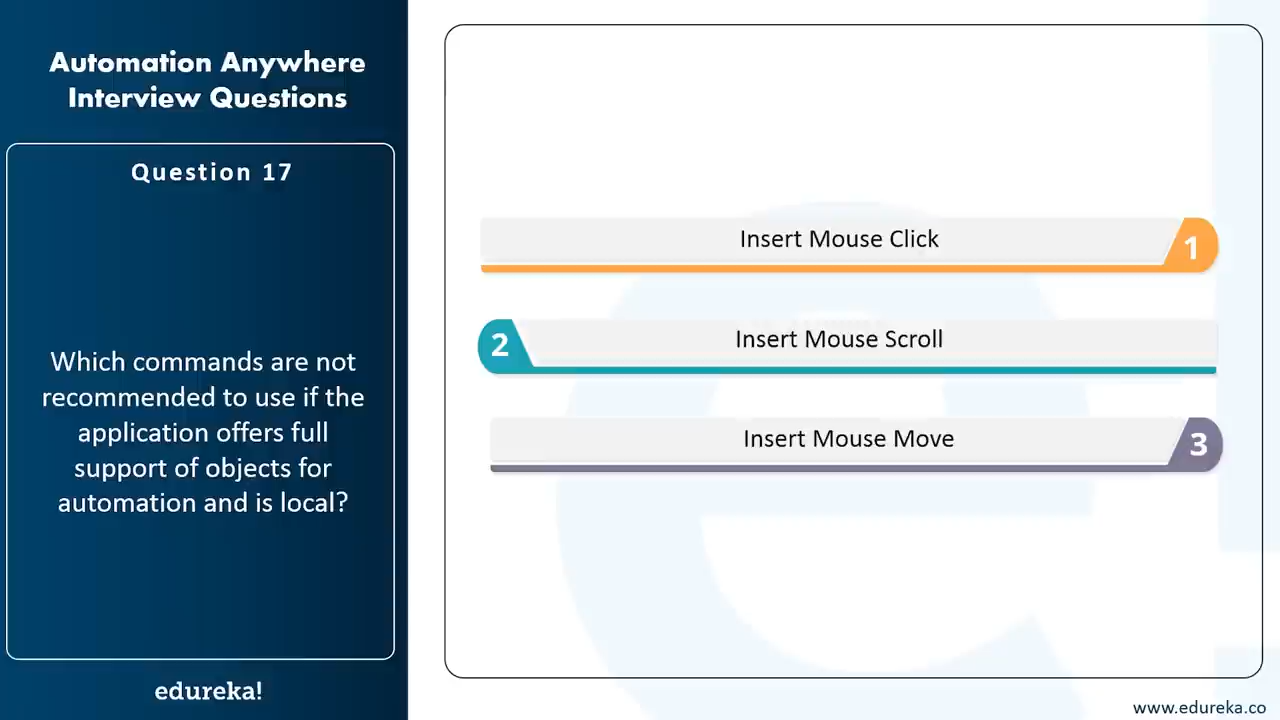 Automation Anywhere
Interview Questions
Question 17
Which commands are not
recommended to use if the
application offers full
support of objects for
automation and is local?
edureka!
Insert Mouse Click
1
2
Insert Mouse Scroll
Insert Mouse Move
3
www.edureka.co